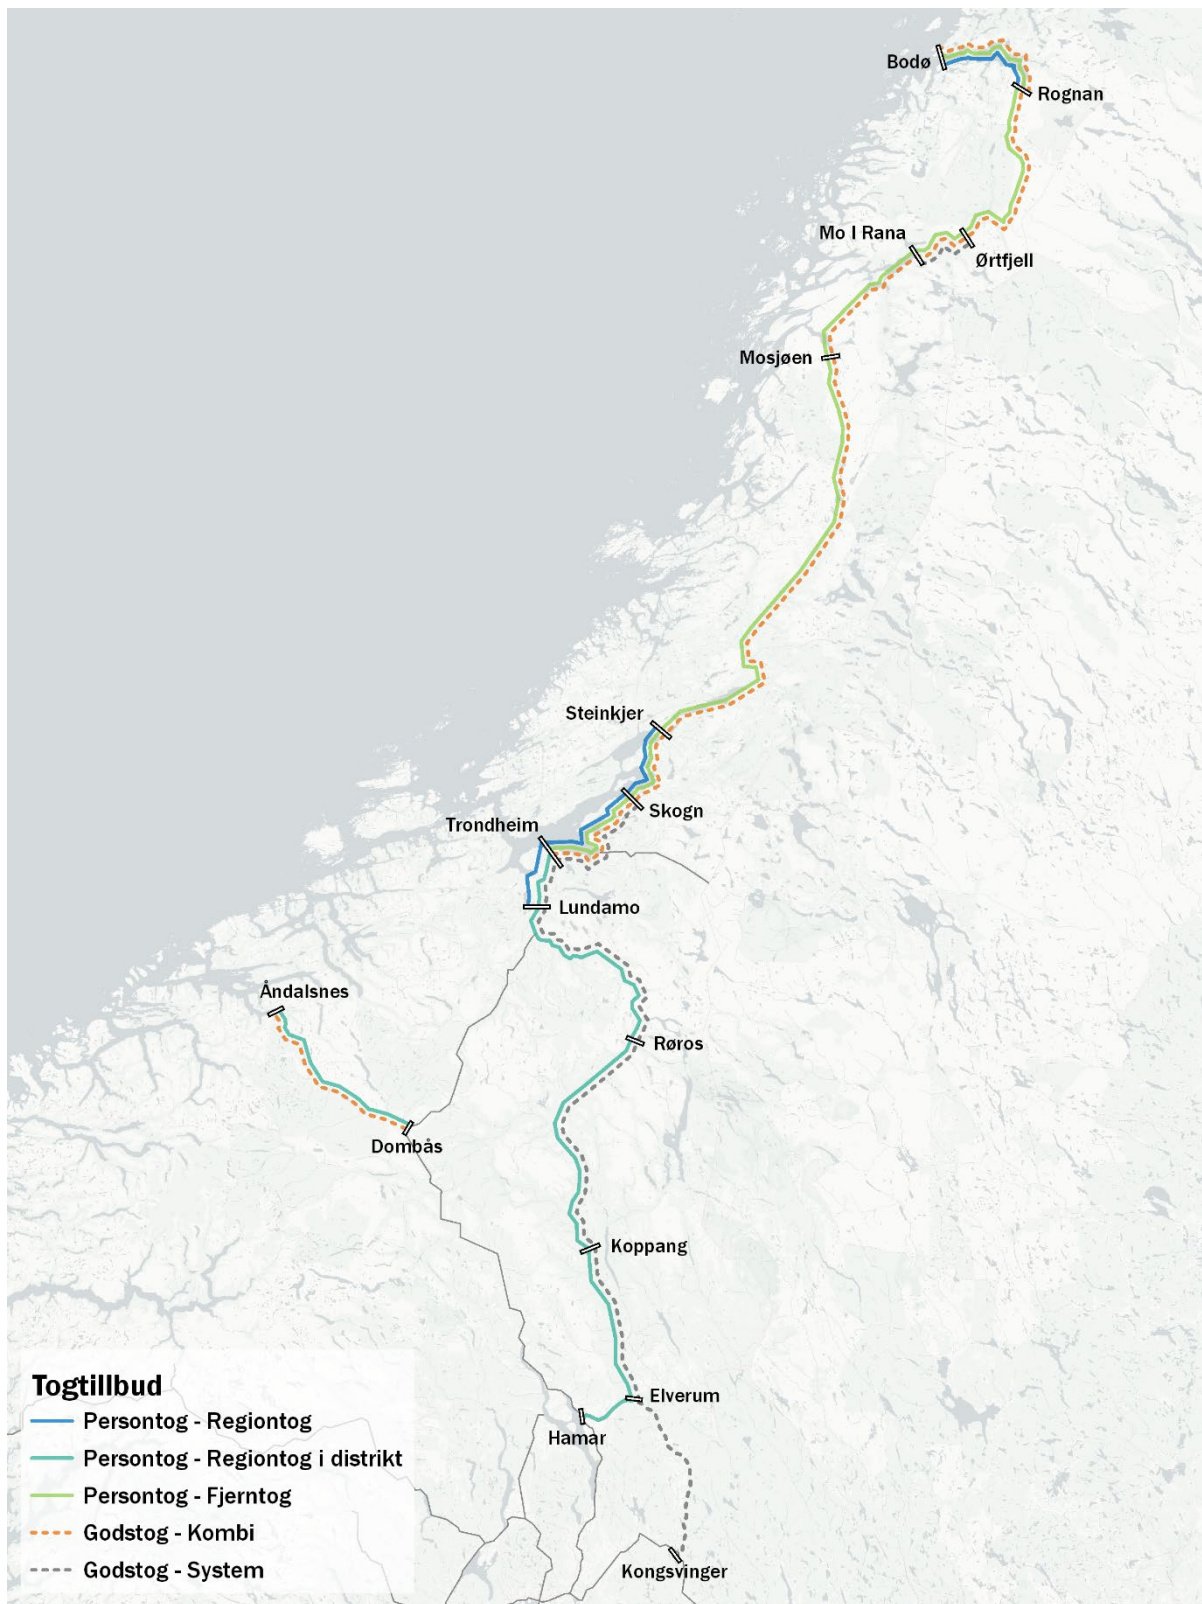 Bodø
Rognan
Mo I Rana
Ørtfjell
Mosjøen
Steinkjer
Skogn
Trondheim
Lundamo
Åndalsnes
Røros
Dombås
Koppang
Elverum
Hamar
Kongsvinger
Togtillbud
Persontog - Regiontog
Persontog - Regiontog i distrikt
Persontog - Fjerntog
Godstog - Kombi
Godstog - System